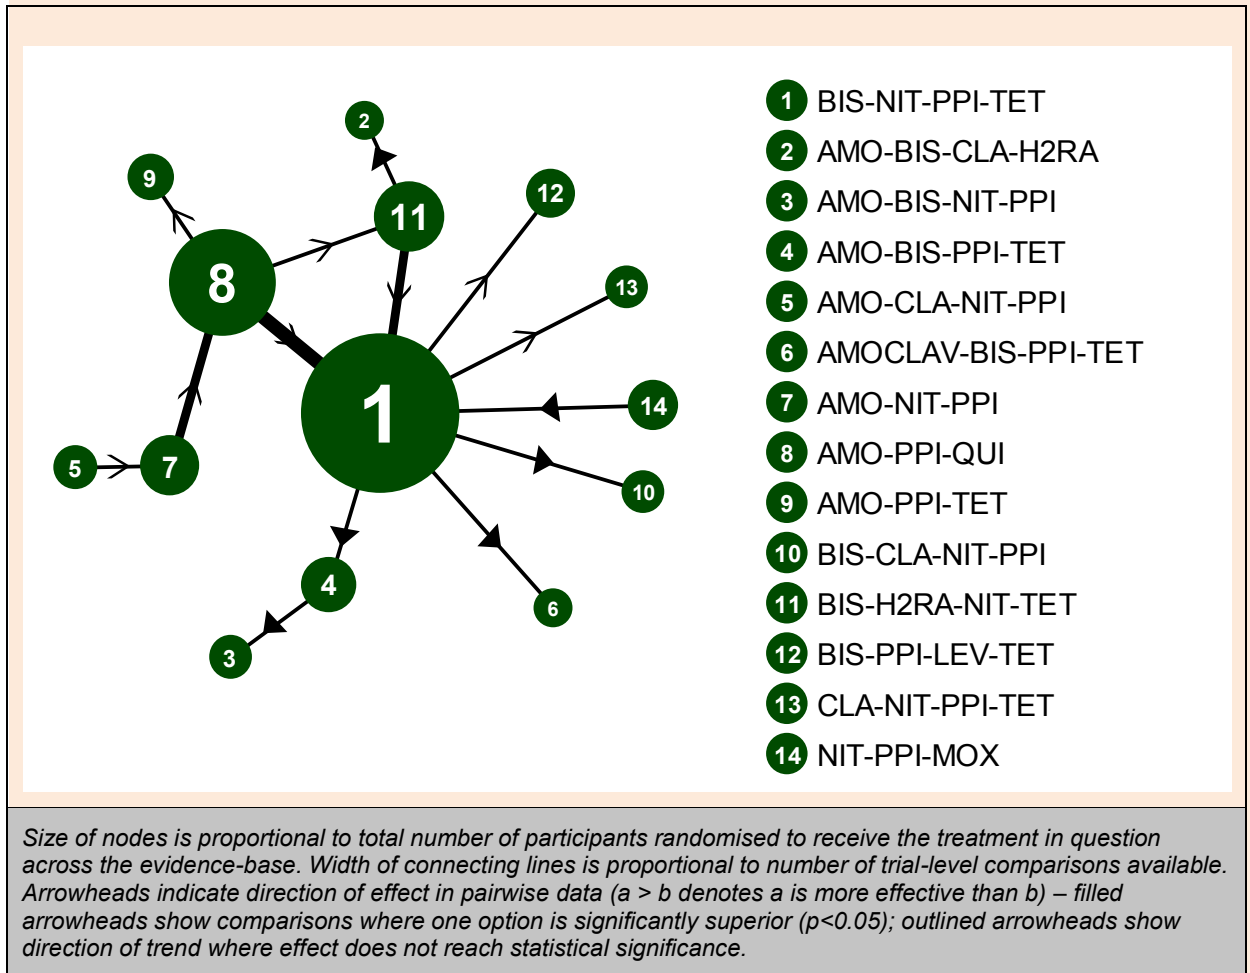 1 BIS-NIT-PPI-TET
2 AMO-BIS-CLA-H2RA
3 AMO-BIS-NIT-PPI
4 AMO-BIS-PPI-TET
5 AMO-CLA-NIT-PPI
6 AMOCLAV-BIS-PPI-TET
7 AMO-NIT-PPI
8 AMO-PPI-QUI
9 AMO-PPI-TET
10 BIS-CLA-NIT-PPI
11 BIS-H2RA-NIT-TET
12 BIS-PPI-LEV-TET
13 CLA-NIT-PPI-TET
14 NIT-PPI-MOX
2
9
11
12
8
13
1
14
5
7
10
4
6
3
Size of nodes is proportional to total number of participants randomised to receive the treatment in question
across the evidence-base. Width of connecting lines is proportional to number of trial-level comparisons available.
Arrowheads indicate direction of effect in pairwise data (a > b denotes a is more effective than b) – filled
arrowheads show comparisons where one option is significantly superior (p<0.05); outlined arrowheads show
direction of trend where effect does not reach statistical significance.